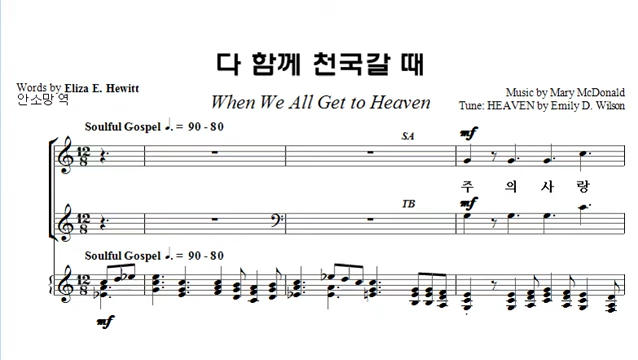 다 함께 천국갈 때
Words by Eliza E. Hewitt
안소망 역
When We All Get to Heaven
Music by Mary McDonald
Tune: HEAVEN by Emily D. Wilson
Soulful Gospel ♩. = 90 - 80
SA
mf
주 의 사 랑
TB
mf
Soulful Gospel ♩. = 90 - 80
mf